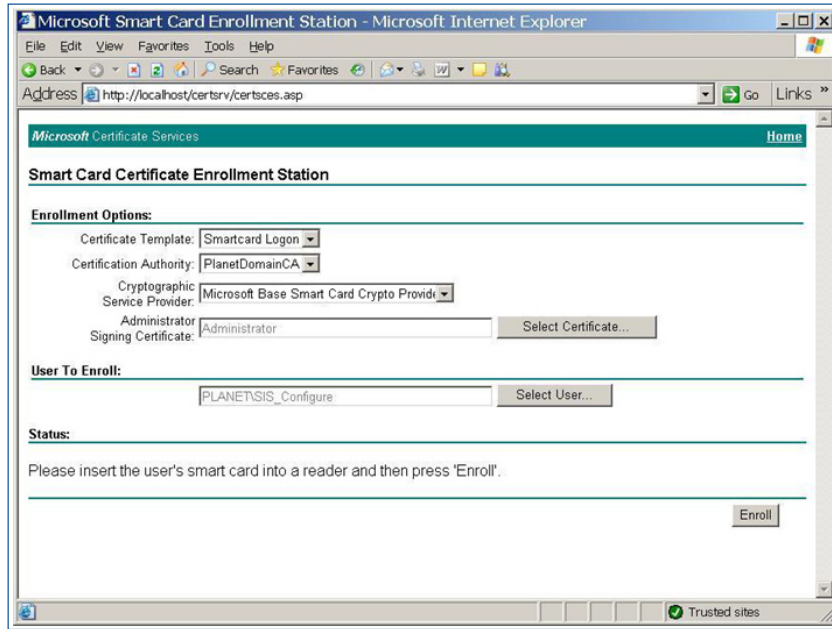 Microsoft Smart Card Enrollment Station - Microsoft Internet Explorer
File Edit View Favorites Tools Help
Back Search Favorites
Address http://localhost/certsrv/certsces.asp Go Links »
Microsoft Certificate Services Home
Smart Card Certificate Enrollment Station
Enrollment Options:
Certificate Template: Smartcard Logon
Certification Authority: PlanetDomainCA
Cryptographic
Service Provider: Microsoft Base Smart Card Crypto Provide
Administrator
Signing Certificate: Administrator Select Certificate...
User To Enroll:
PLANET\SIS_Configure Select User...
Status:
Please insert the user's smart card into a reader and then press 'Enroll'.
Enroll
Trusted sites